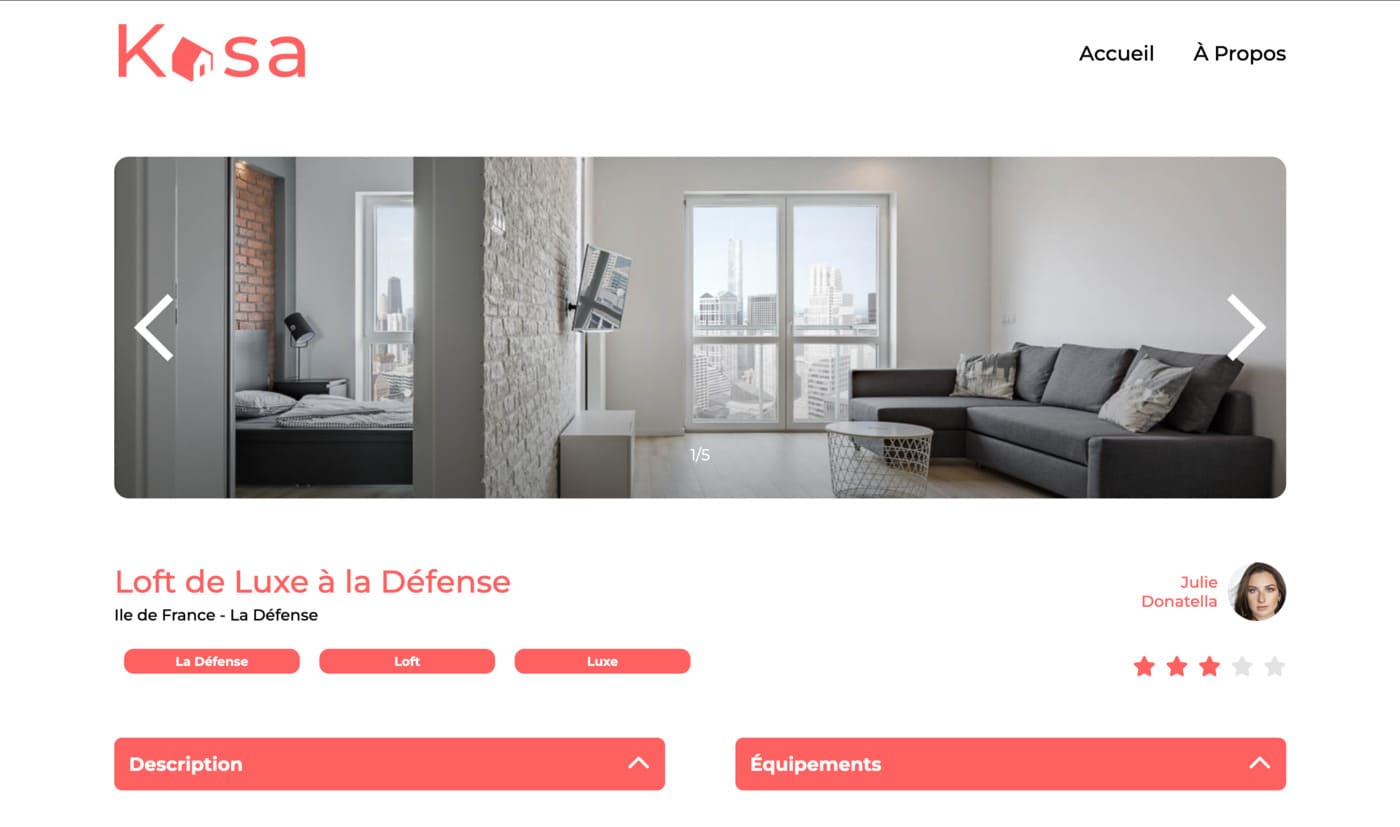 Kasa
Accueil À Propos
1/5
Loft de Luxe à la Défense
Ile de France - La Défense
Julie
Donatella
La Défense Loft Luxe
Description Équipements